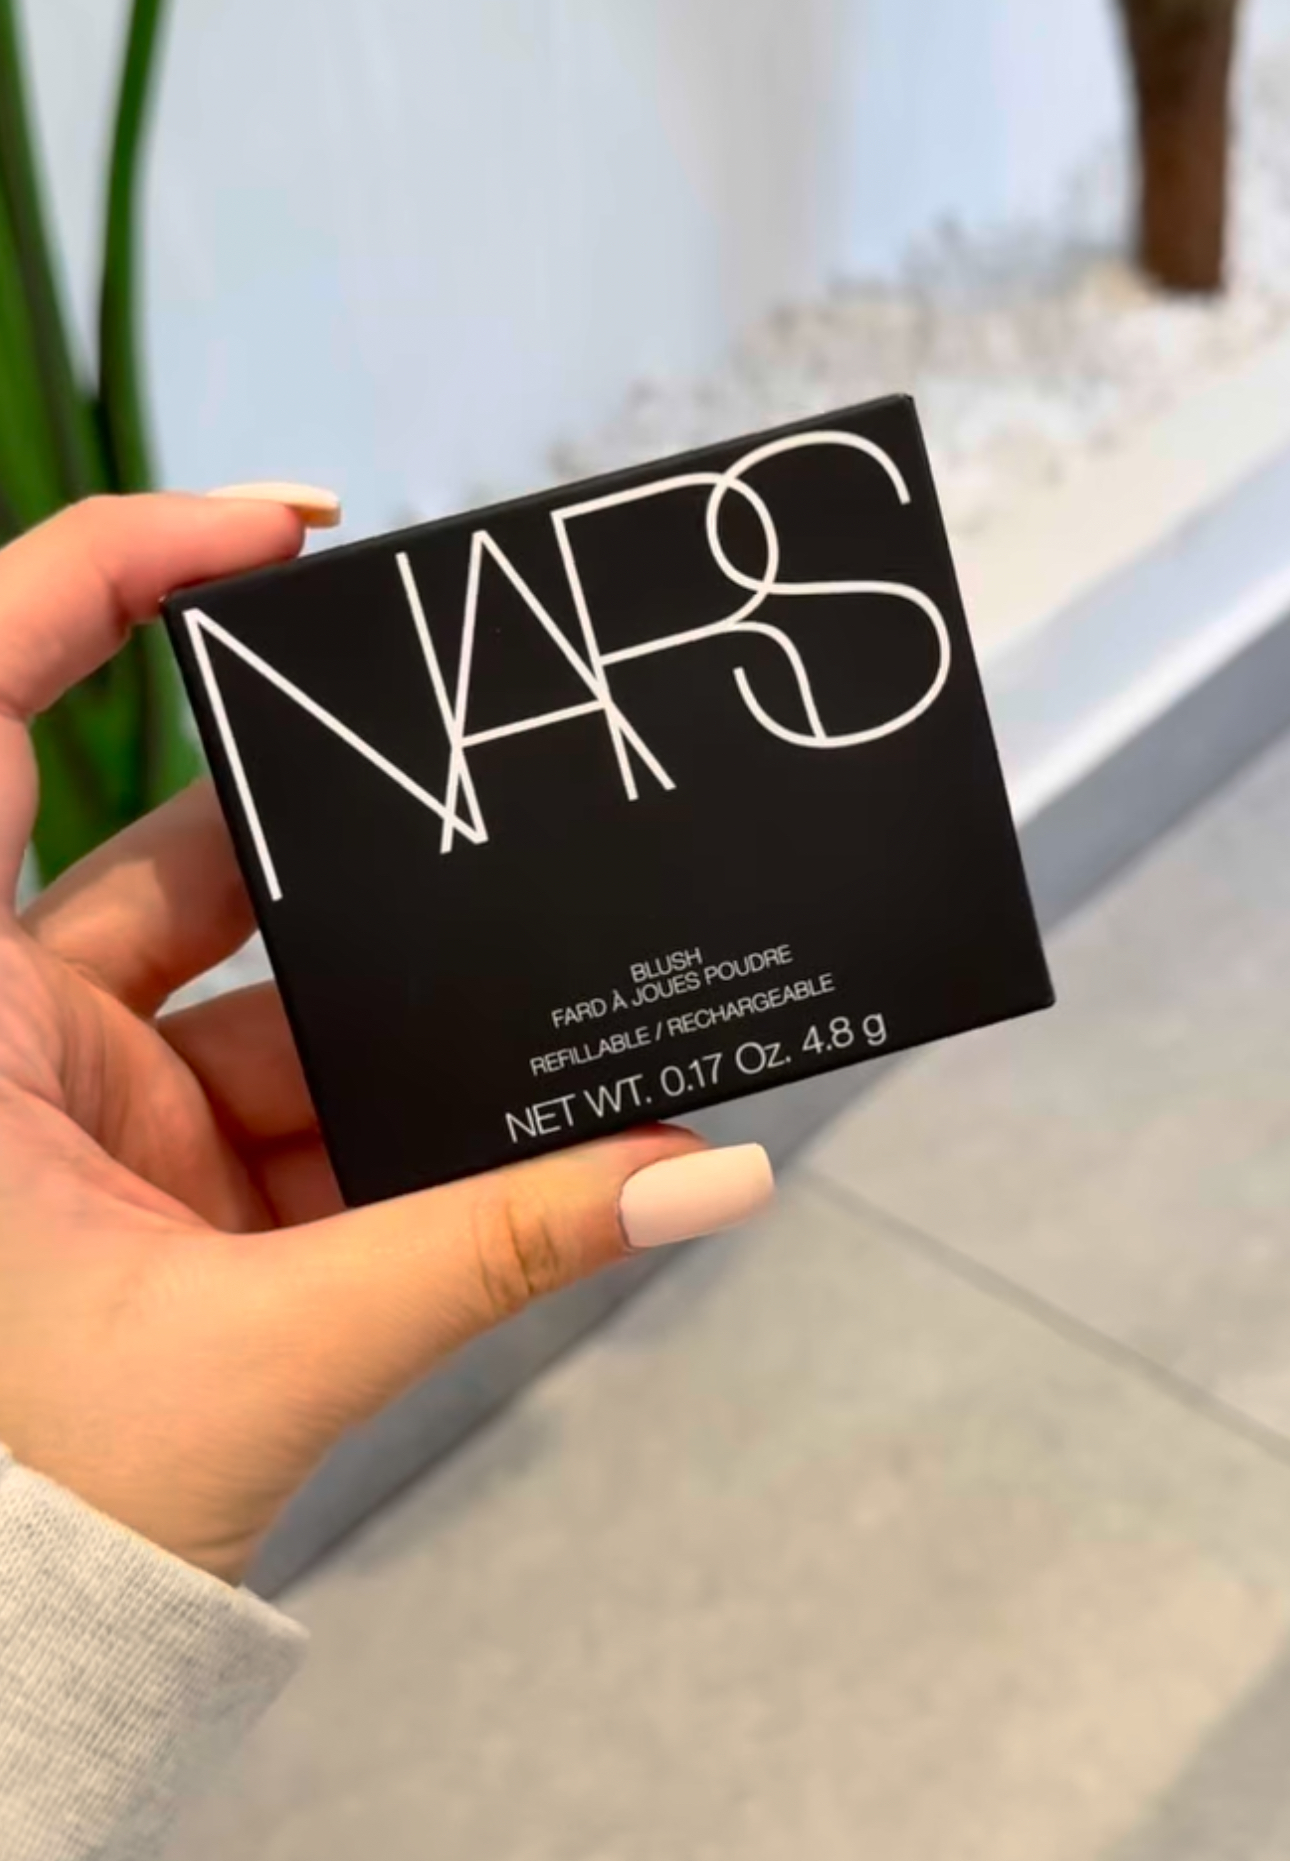 NARS
BLUSH
FARD À JOUES POUDRE
REFILLABLE / RECHARGEABLE
NET WT. 0.17 Oz. 4.8 g